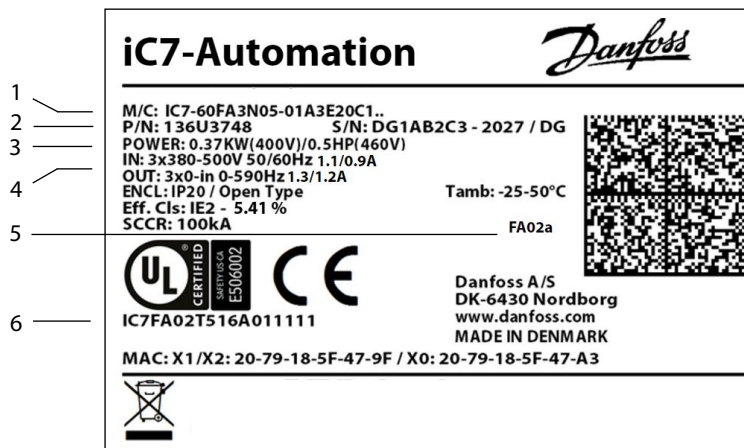 iC7-Automation Danfoss
1 M/C: IC7-60FA3N05-01A3E20C1..
2 P/N: 136U3748 S/N: DG1AB2C3 - 2027 / DG
3 POWER: 0.37KW(400V)/0.5HP(460V)
IN: 3x380-500V 50/60Hz 1.1/0.9A
4 OUT: 3x0-in 0-590Hz 1.3/1.2A
ENCL: IP20 / Open Type Tamb: -25-50°C
Eff. Cls: IE2 - 5.41 %
5 SCCR: 100kA FA02a
UL CERTIFIED SAFETY US-CA E506002 CE
Danfoss A/S
DK-6430 Nordborg
www.danfoss.com
6 IC7FA02T516A011111
MADE IN DENMARK
MAC: X1/X2: 20-79-18-5F-47-9F / X0: 20-79-18-5F-47-A3